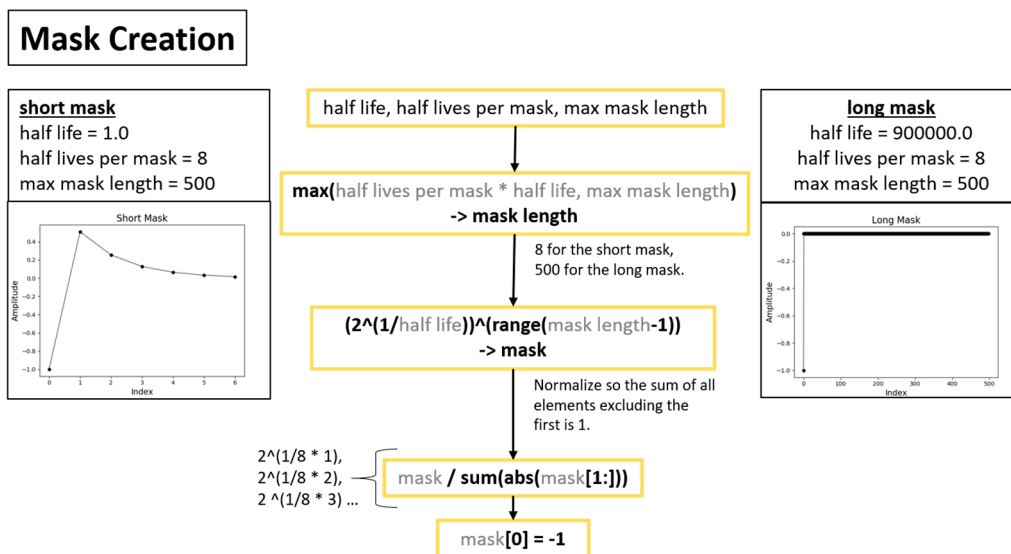 Mask Creation
short mask
half life = 1.0
half lives per mask = 8
max mask length = 500
Short Mask
0.4
0.2
0.0
−0.2
−0.4
−0.6
−0.8
−1.0
Amplitude
0 1 2 3 4 5 6
Index
half life, half lives per mask, max mask length
max(half lives per mask * half life, max mask length)
-> mask length
8 for the short mask,
500 for the long mask.
(2^(1/half life))^(range(mask length-1))
-> mask
Normalize so the sum of all
elements excluding the
first is 1.
2^(1/8 * 1),
2^(1/8 * 2),
2 ^(1/8 * 3) ...
mask / sum(abs(mask[1:]))
mask[0] = -1
long mask
half life = 900000.0
half lives per mask = 8
max mask length = 500
Long Mask
0.0
−0.2
−0.4
−0.6
−0.8
−1.0
Amplitude
0 100 200 300 400 500
Index